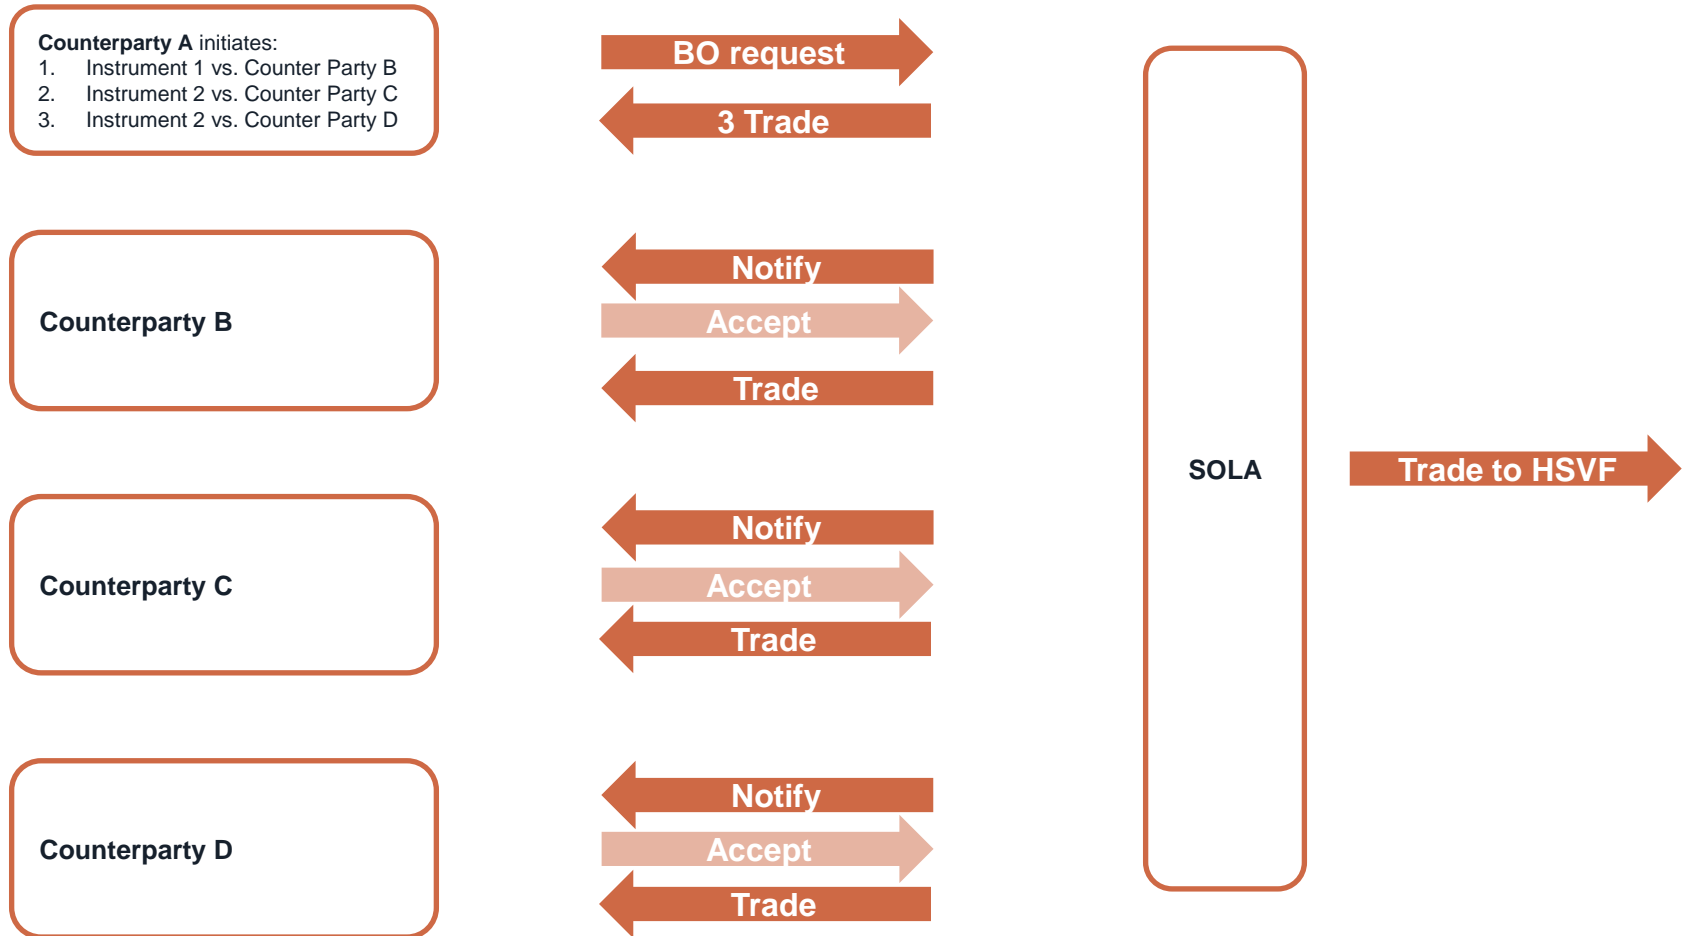 Counterparty A initiates:
1. Instrument 1 vs. Counter Party B
2. Instrument 2 vs. Counter Party C
3. Instrument 2 vs. Counter Party D
BO request
3 Trade
Counterparty B
Notify
Accept
Trade
Counterparty C
Notify
Accept
Trade
Counterparty D
Notify
Accept
Trade
SOLA
Trade to HSVF